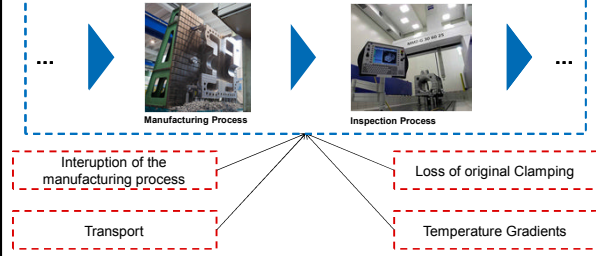 ...
...
Manufacturing Process
Inspection Process
Interuption of the
manufacturing process
Loss of original Clamping
Transport
Temperature Gradients